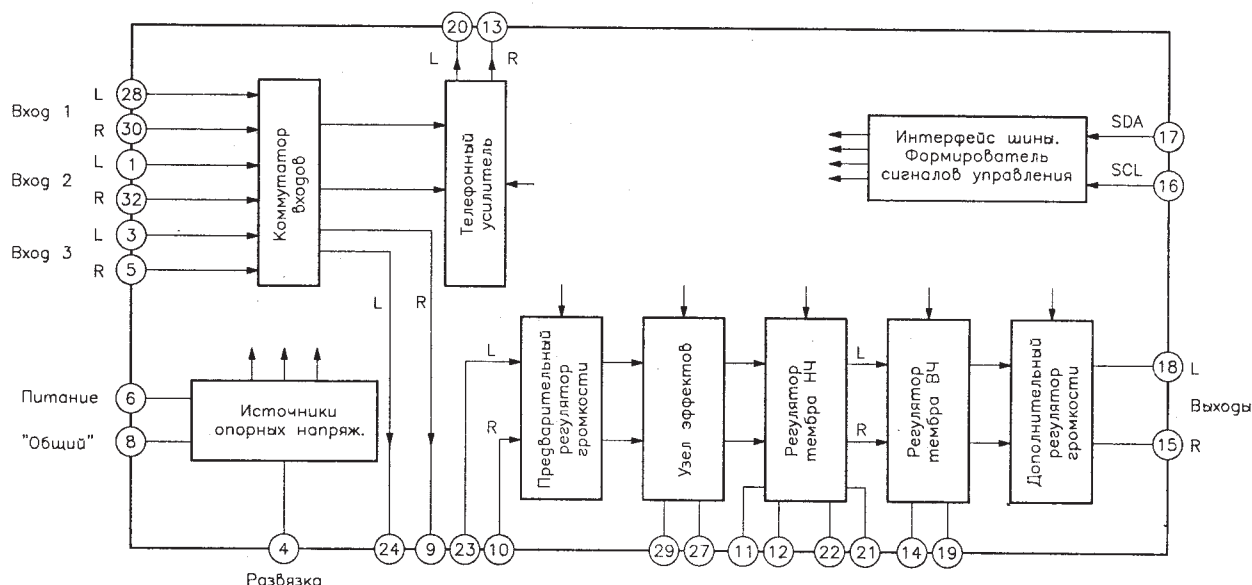 20 13
L R
Вход 1
L 28
R 30
Вход 2
L 1
R 32
Вход 3
L 3
R 5
Коммутатор
входов
Телефонный
усилитель
Интерфейс шины.
Формирователь
сигналов управления
SDA 17
SCL 16
L R
Питание 6
"Общий" 8
Источники
опорных напряж.
L
R
Предварительный
регулятор
громкости
Узел эффектов
Регулятор
тембра НЧ
L
R
Регулятор
тембра ВЧ
Дополнительный
регулятор
громкости
18 L
Выходы
15 R
4 24 9 23 10 29 27 11 12 22 21 14 19
Развязка